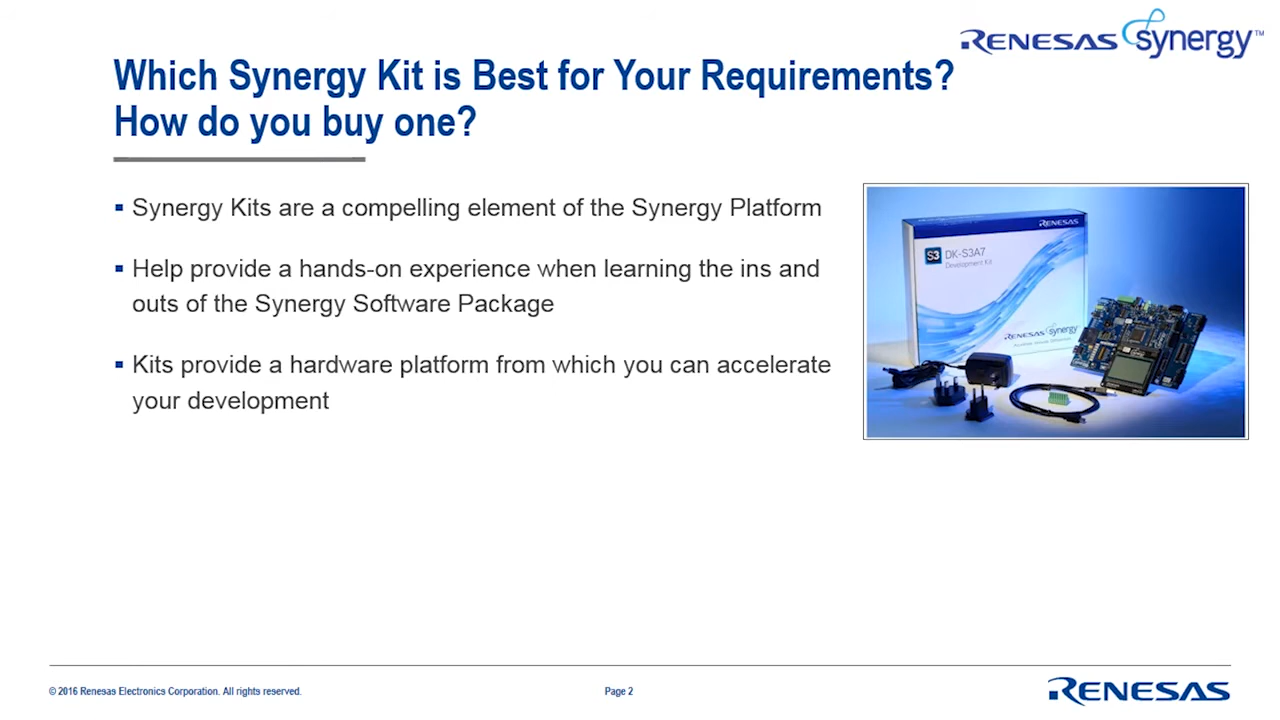 RENESAS synergy™
Which Synergy Kit is Best for Your Requirements?
How do you buy one?
▪ Synergy Kits are a compelling element of the Synergy Platform
▪ Help provide a hands-on experience when learning the ins and
outs of the Synergy Software Package
▪ Kits provide a hardware platform from which you can accelerate
your development
RENESAS
S3 DK-S3A7
Development Kit
RENESAS synergy
© 2016 Renesas Electronics Corporation. All rights reserved.
Page 2
RENESAS